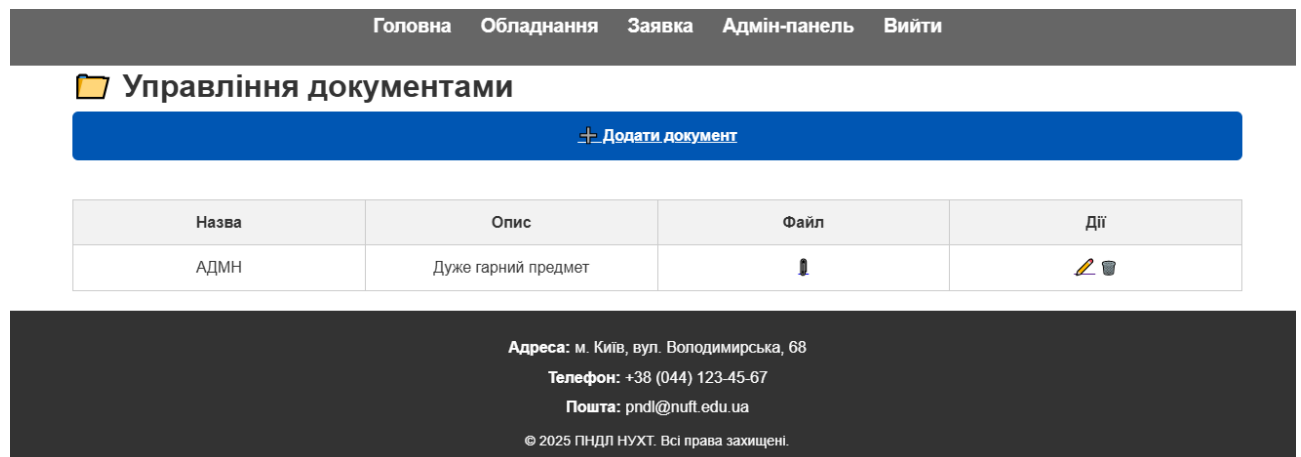 Головна Обладнання Заявка Адмін-панель Вийти
Управління документами
Додати документ
Назва Опис Файл Дії
АДМН Дуже гарний предмет
Адреса: м. Київ, вул. Володимирська, 68
Телефон: +38 (044) 123-45-67
Пошта: pndl@nuft.edu.ua
© 2025 ПНДЛ НУХТ. Всі права захищені.